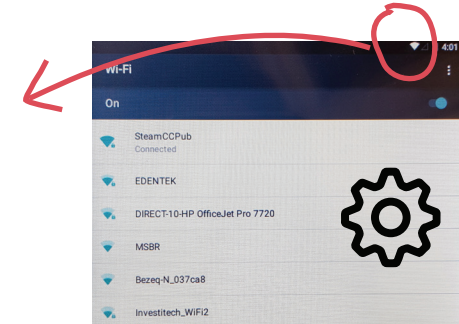 4:01
Wi-Fi
On
SteamCCPub
Connected
EDENTEK
DIRECT-10-HP OfficeJet Pro 7720
MSBR
Bezeq-N_037ca8
Investitech_WiFi2